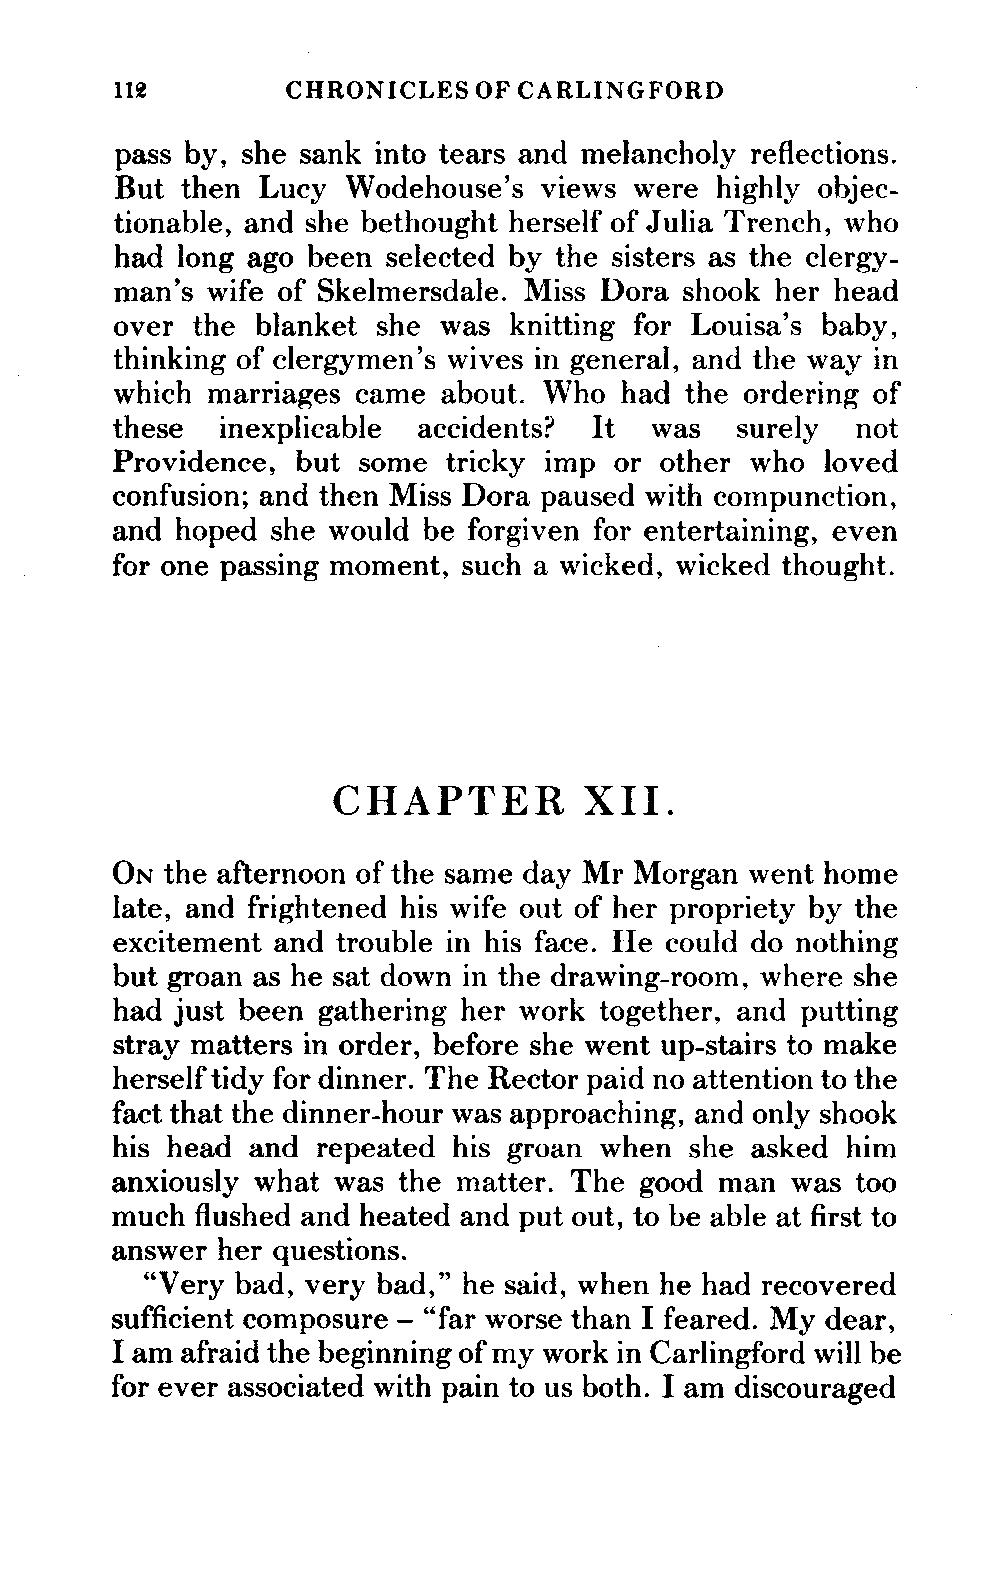 112 CHRONICLES OF CARLINGFORD
pass by, she sank into tears and melancholy reflections.
But then Lucy Wodehouse's views were highly objec-
tionable, and she bethought herself of Julia Trench, who
had long ago been selected by the sisters as the clergy-
man's wife of Skelmersdale. Miss Dora shook her head
over the blanket she was knitting for Louisa's baby,
thinking of clergymen's wives in general, and the way in
which marriages came about. Who had the ordering of
these inexplicable accidents? It was surely not
Providence, but some tricky imp or other who loved
confusion; and then Miss Dora paused with compunction,
and hoped she would be forgiven for entertaining, even
for one passing moment, such a wicked, wicked thought.
CHAPTER XII.
ON the afternoon of the same day Mr Morgan went home
late, and frightened his wife out of her propriety by the
excitement and trouble in his face. He could do nothing
but groan as he sat down in the drawing-room, where she
had just been gathering her work together, and putting
stray matters in order, before she went up-stairs to make
herself tidy for dinner. The Rector paid no attention to the
fact that the dinner-hour was approaching, and only shook
his head and repeated his groan when she asked him
anxiously what was the matter. The good man was too
much flushed and heated and put out, to be able at first to
answer her questions.
"Very bad, very bad," he said, when he had recovered
sufficient composure – "far worse than I feared. My dear,
I am afraid the beginning of my work in Carlingford will be
for ever associated with pain to us both. I am discouraged